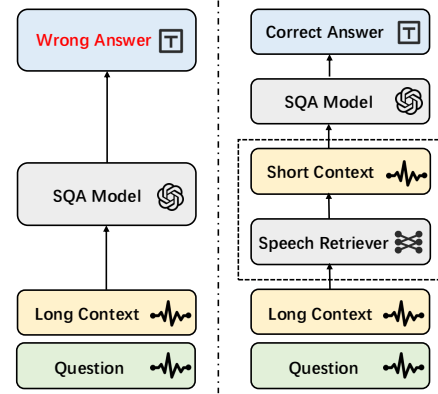 Wrong Answer T
SQA Model
Long Context
Question
Correct Answer T
SQA Model
Short Context
Speech Retriever
Long Context
Question